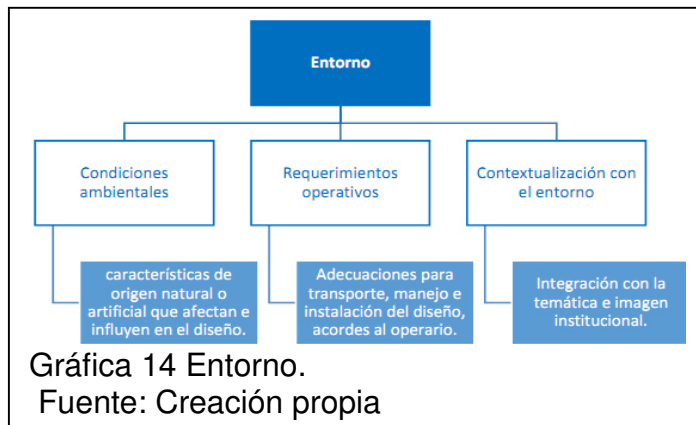 Entorno
Condiciones
ambientales
Requerimientos
operativos
Contextualización con
el entorno
características de
origen natural o
artificial que afectan e
influyen en el diseño.
Adecuaciones para
transporte, manejo e
instalación del diseño,
acordes al operario.
Integración con la
temática e imagen
institucional.
Gráfica 14 Entorno.
Fuente: Creación propia